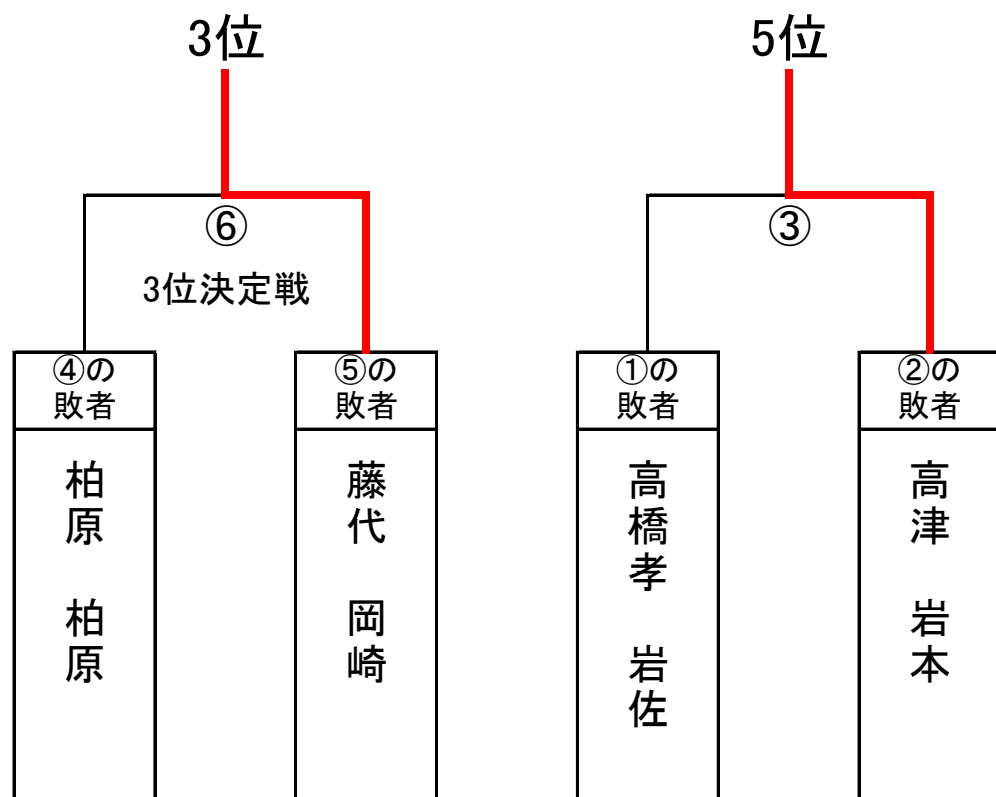 3位
5位
⑥
③
3位決定戦
④の
敗者
⑤の
敗者
①の
敗者
②の
敗者
柏原 柏原
藤代 岡崎
高橋孝 岩佐
高津 岩本